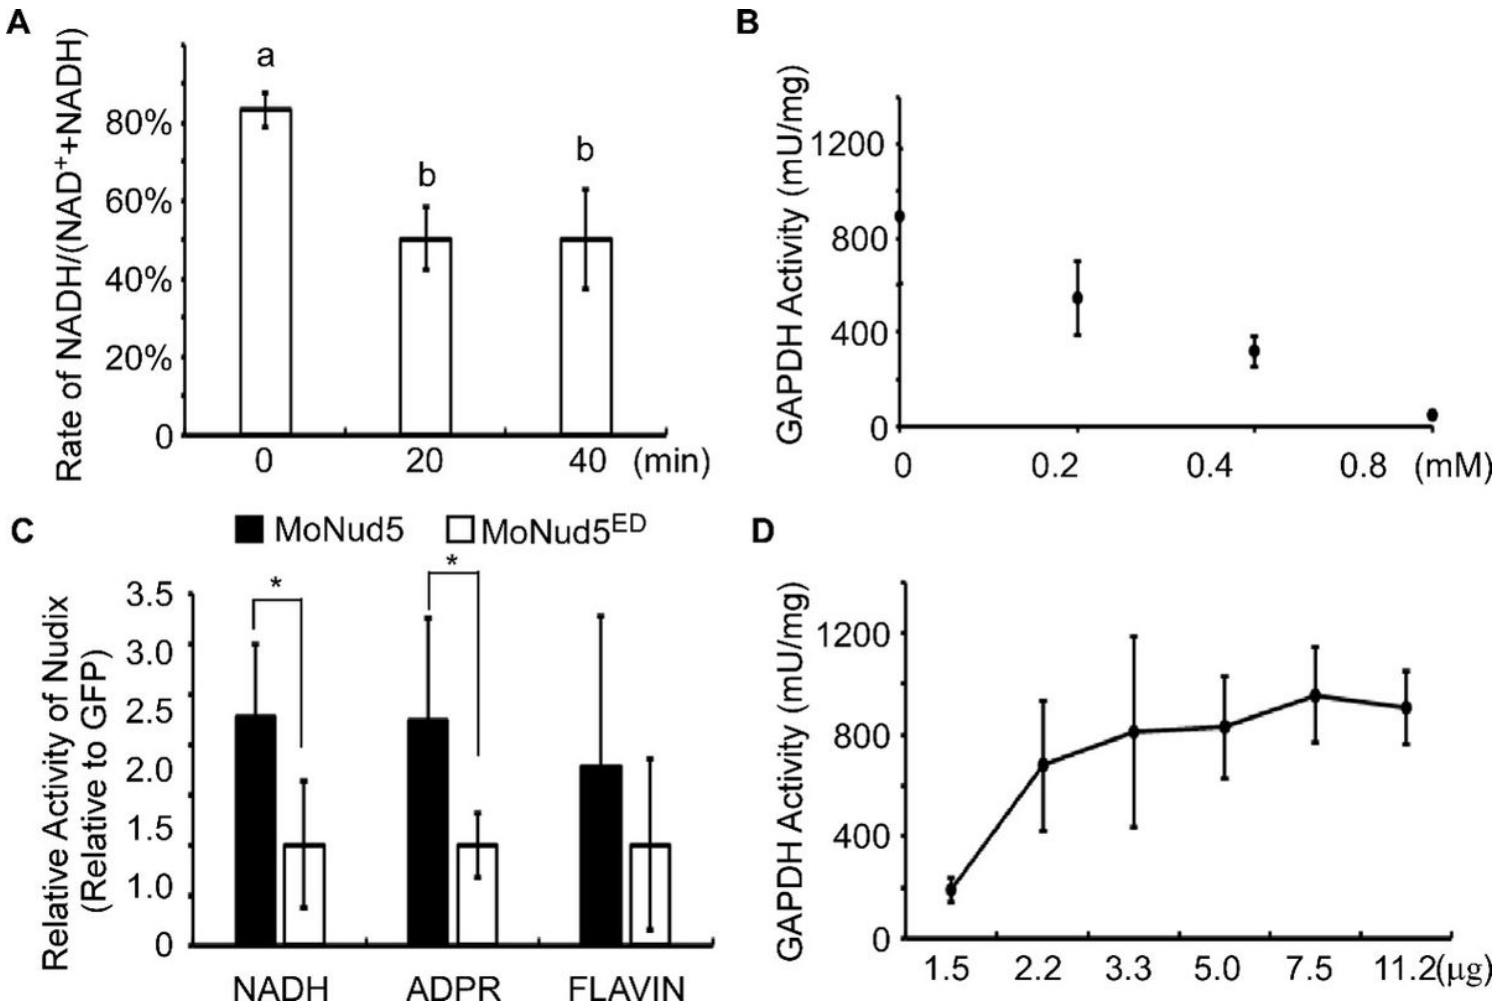 A
Rate of NADH/(NAD⁺+NADH)
80%
60%
40%
20%
0
a
b
b
0 20 40 (min)
B
GAPDH Activity (mU/mg)
1200
800
400
0
0 0.2 0.4 0.8 (mM)
C
MoNud5 MoNud5ᴱᴰ
Relative Activity of Nudix
(Relative to GFP)
3.5
3.0
2.5
2.0
1.5
1.0
0
*
*
NADH ADPR FLAVIN
D
GAPDH Activity (mU/mg)
1200
800
400
0
1.5 2.2 3.3 5.0 7.5 11.2(μg)